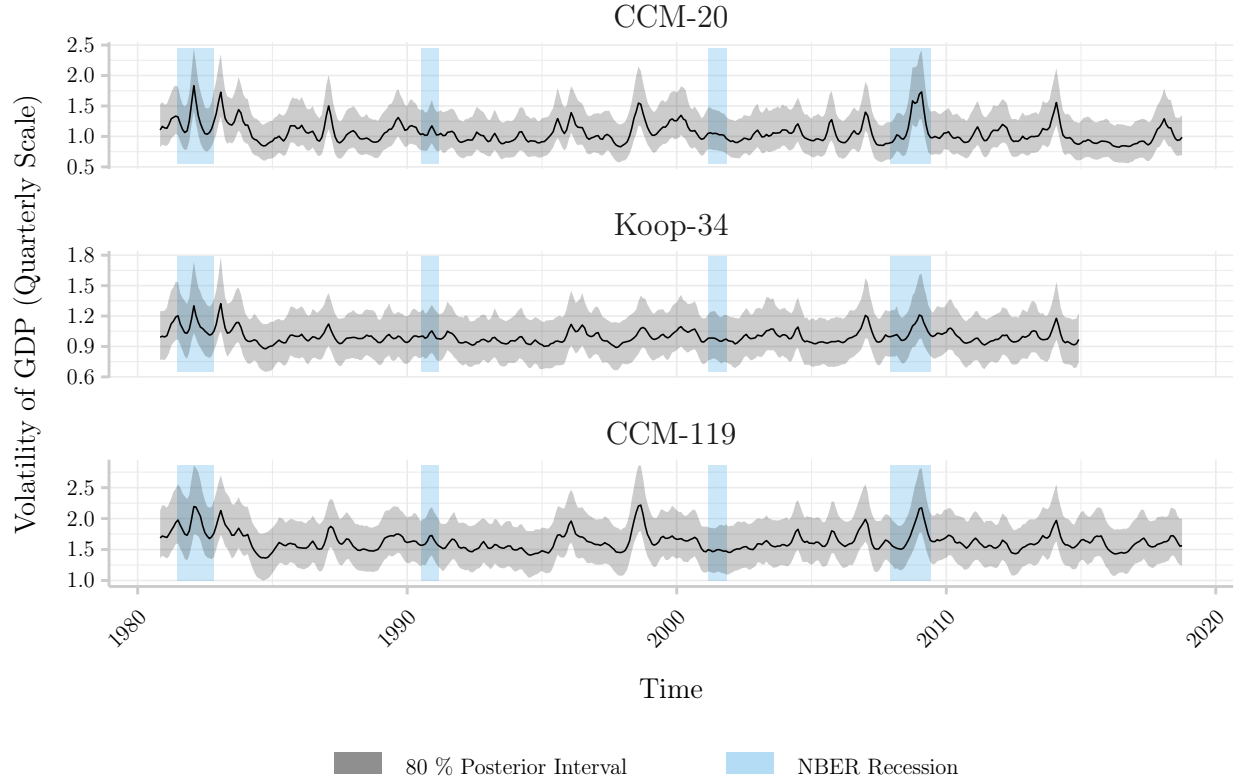 CCM-20
2.5
2.0
1.5
1.0
0.5
Koop-34
1.8
1.5
1.2
0.9
0.6
CCM-119
2.5
2.0
1.5
1.0
Volatility of GDP (Quarterly Scale)
1980
1990
2000
2010
2020
Time
80 % Posterior Interval
NBER Recession